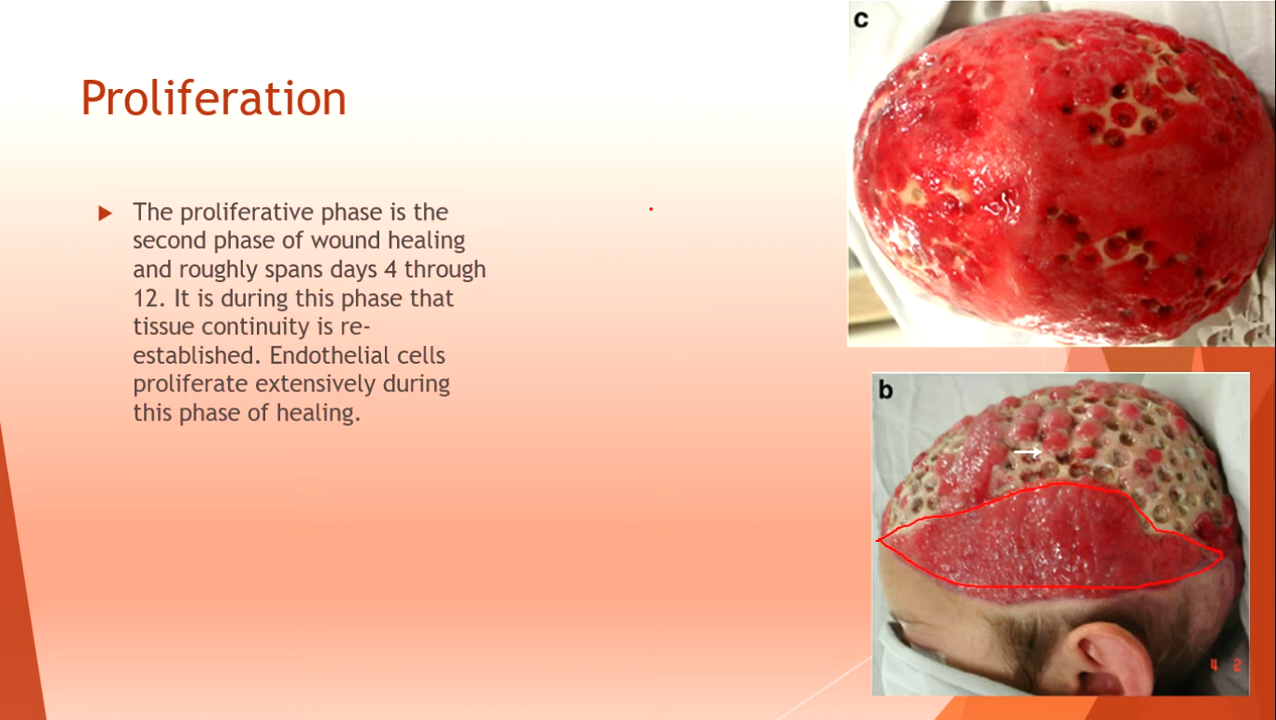 Proliferation
The proliferative phase is the
second phase of wound healing
and roughly spans days 4 through
12. It is during this phase that
tissue continuity is re-
established. Endothelial cells
proliferate extensively during
this phase of healing.
c
b
4 2